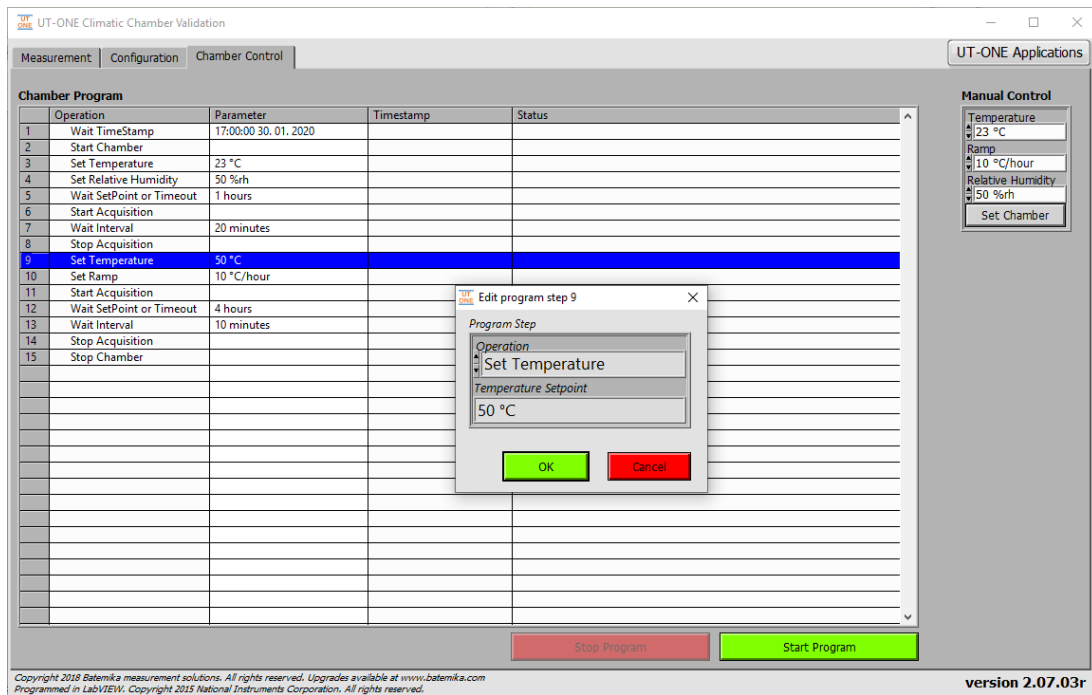 UT ONE UT-ONE Climatic Chamber Validation
Measurement Configuration Chamber Control UT-ONE Applications
Chamber Program
Operation Parameter Timestamp Status
1 Wait TimeStamp 17:00:00 30. 01. 2020
2 Start Chamber
3 Set Temperature 23 °C
4 Set Relative Humidity 50 %rh
5 Wait SetPoint or Timeout 1 hours
6 Start Acquisition
7 Wait Interval 20 minutes
8 Stop Acquisition
9 Set Temperature 50 °C
10 Set Ramp 10 °C/hour
11 Start Acquisition
12 Wait SetPoint or Timeout 4 hours
13 Wait Interval 10 minutes
14 Stop Acquisition
15 Stop Chamber
Manual Control
Temperature
23 °C
Ramp
10 °C/hour
Relative Humidity
50 %rh
Set Chamber
UT ONE Edit program step 9
Program Step
Operation
Set Temperature
Temperature Setpoint
50 °C
OK Cancel
Stop Program Start Program
Copyright 2018 Batemika measurement solutions. All rights reserved. Upgrades available at www.batemika.com
Programmed in LabVIEW. Copyright 2015 National Instruments Corporation. All rights reserved.
version 2.07.03r